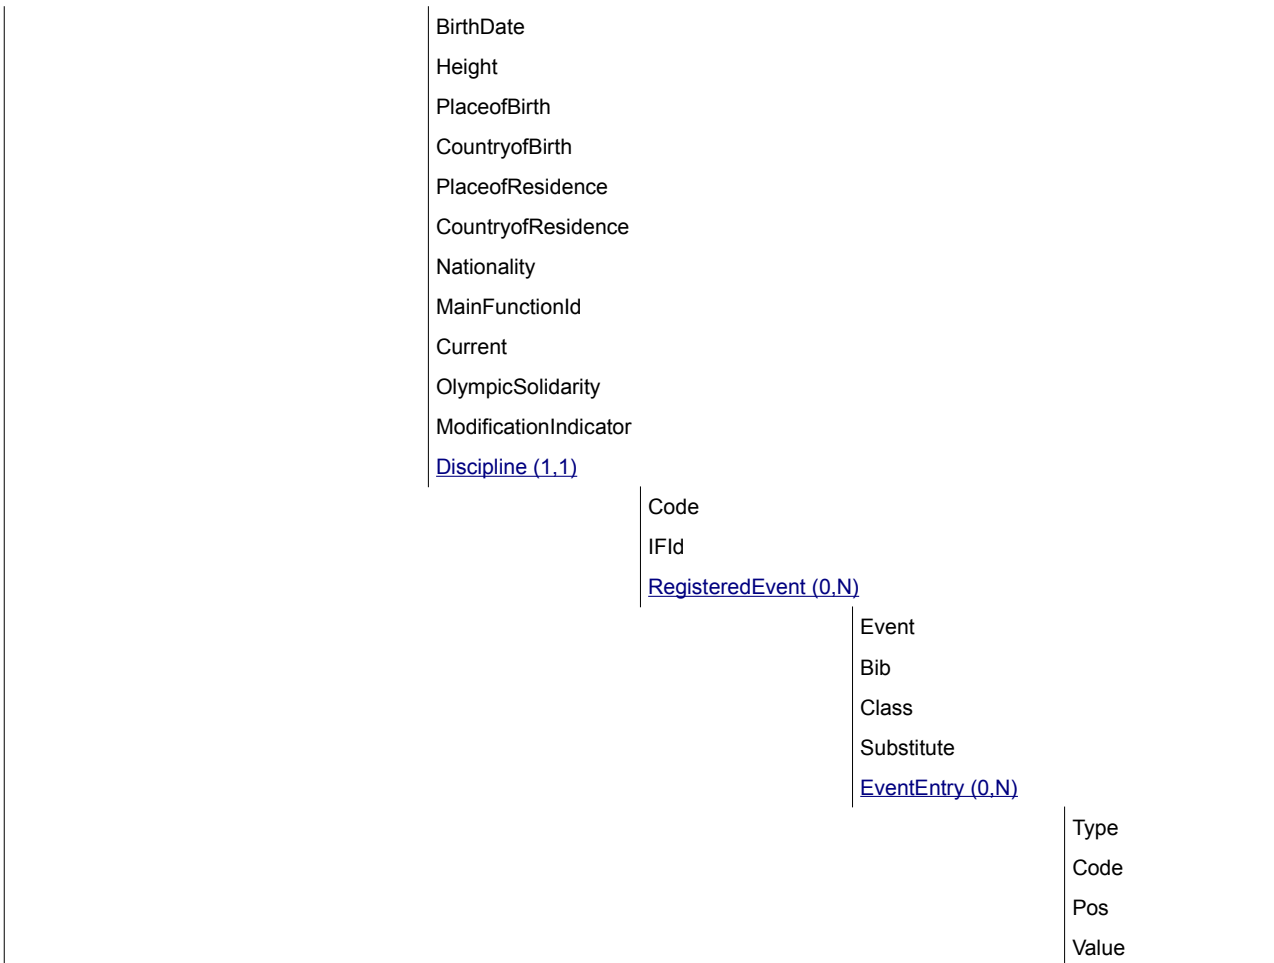 BirthDate
Height
PlaceofBirth
CountryofBirth
PlaceofResidence
CountryofResidence
Nationality
MainFunctionId
Current
OlympicSolidarity
ModificationIndicator
Discipline (1,1)
Code
IFId
RegisteredEvent (0,N)
Event
Bib
Class
Substitute
EventEntry (0,N)
Type
Code
Pos
Value